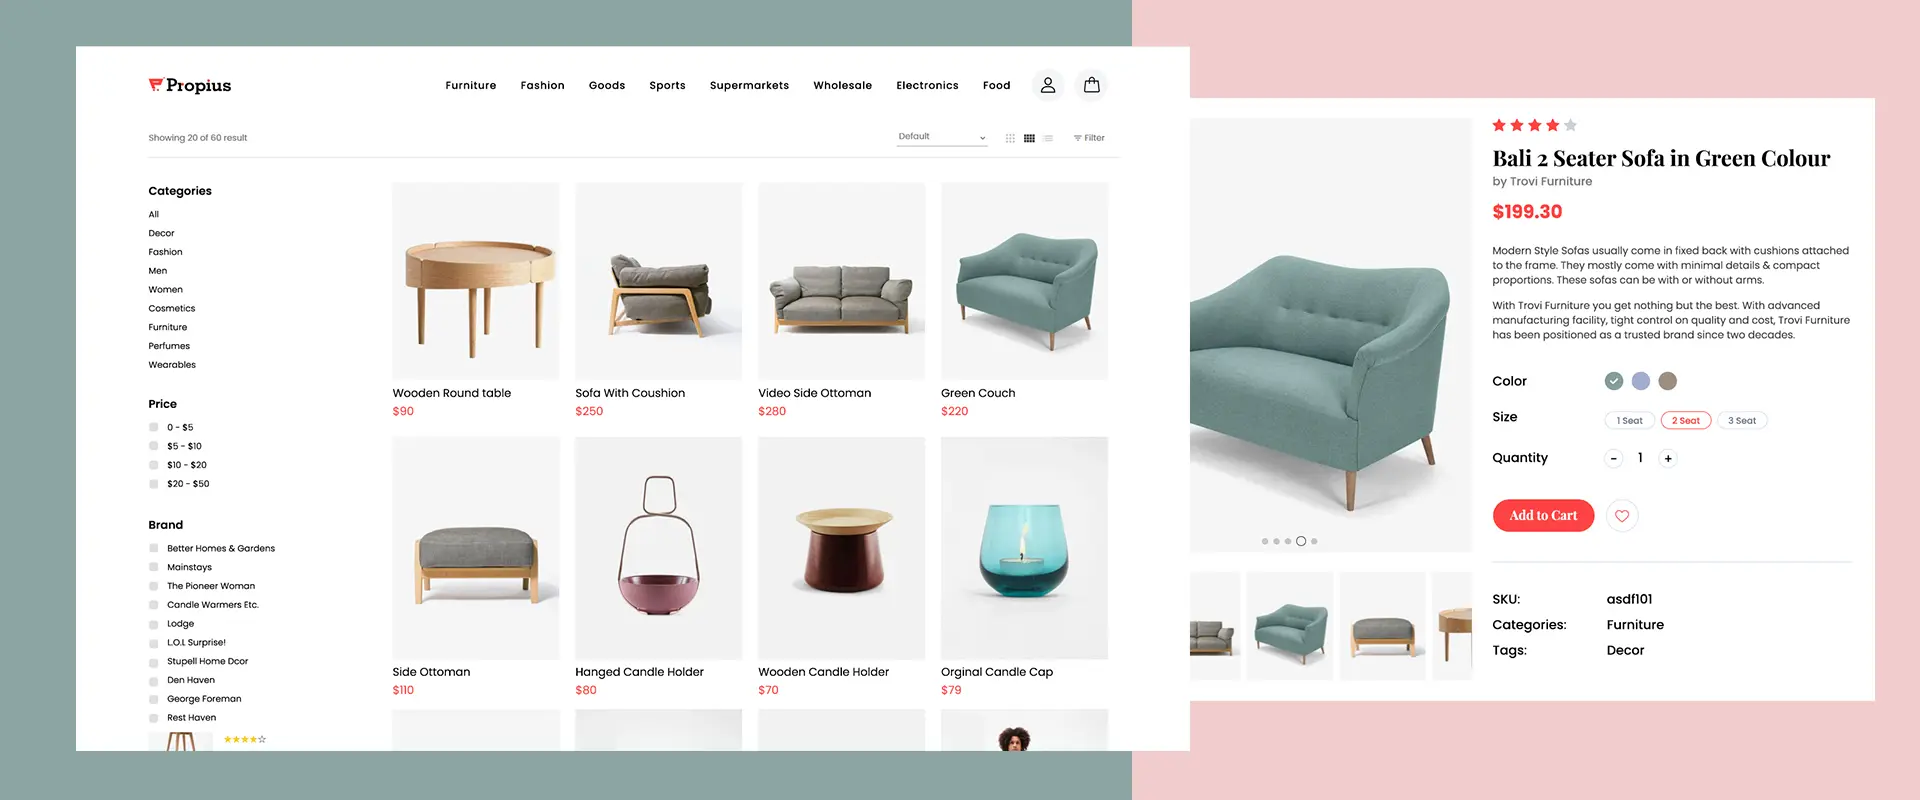 Propius
Furniture Fashion Goods Sports Supermarkets Wholesale Electronics Food
Showing 20 of 60 result
Default
Filter
Categories
All
Decor
Fashion
Men
Women
Cosmetics
Furniture
Perfumes
Wearables
Price
0 - $5
$5 - $10
$10 - $20
$20 - $50
Brand
Better Homes & Gardens
Mainstays
The Pioneer Woman
Candle Warmers Etc.
Lodge
L.O.L Surprise!
Stupell Home Dcor
Den Haven
George Foreman
Rest Haven
Wooden Round table
$90
Sofa With Coushion
$250
Video Side Ottoman
$280
Green Couch
$220
Side Ottoman
$110
Hanged Candle Holder
$80
Wooden Candle Holder
$70
Orginal Candle Cap
$79
Bali 2 Seater Sofa in Green Colour
by Trovi Furniture
$199.30
Modern Style Sofas usually come in fixed back with cushions attached
to the frame. They mostly come with minimal details & compact
proportions. These sofas can be with or without arms.
With Trovi Furniture you get nothing but the best. With advanced
manufacturing facility, tight control on quality and cost, Trovi Furniture
has been positioned as a trusted brand since two decades.
Color
Size 1 Seat 2 Seat 3 Seat
Quantity - 1 +
Add to Cart
SKU: asdf101
Categories: Furniture
Tags: Decor